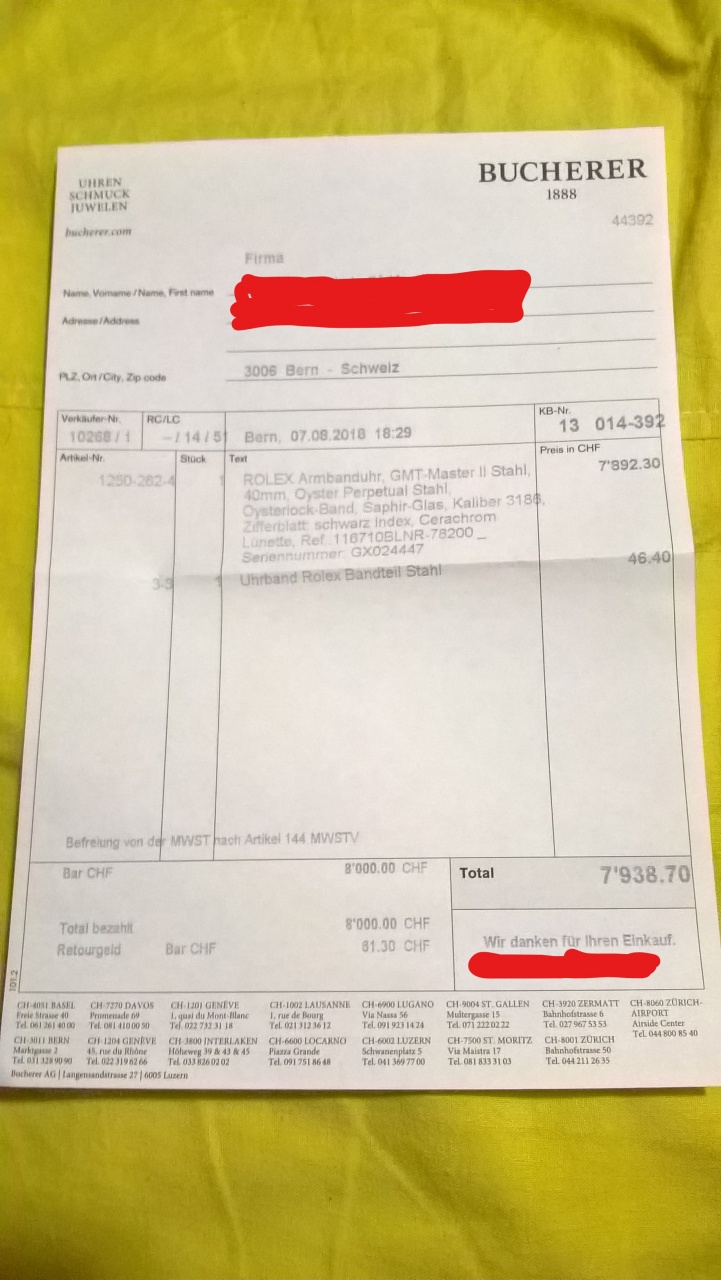 UHREN
SCHMUCK
JUWELEN
bucherer.com
BUCHERER
1888
44392
Firma
Name, Vorname / Name, First name
Adresse/Address
PLZ, Ort / City, Zip code
3006 Bern - Schweiz
Verkäufer-Nr.
10268 / 1
RC/LC
- / 14 / 51
Bern, 07.08.2018 18:29
KB-Nr.
13 014-392
Artikel-Nr.
Stück
Text
Preis in CHF
1250-262-4
1
ROLEX Armbanduhr, GMT-Master II Stahl,
7'892.30
40mm, Oyster Perpetual Stahl,
Oysterlock-Band, Saphir-Glas, Kaliber 3186,
Zifferblatt: schwarz Index, Cerachrom
Lünette, Ref. 116710BLNR-78200 _
Seriennummer: GX024447
3-3
1
Uhrband Rolex Bandteil Stahl
46.40
Befreiung von der MWST nach Artikel 144 MWSTV
Bar CHF
8'000.00 CHF
Total
7'938.70
Total bezahlt
8'000.00 CHF
Retourgeld
Bar CHF
61.30 CHF
Wir danken für Ihren Einkauf.
101.2
CH-4051 BASEL
Freie Strasse 40
Tel. 061 261 40 00
CH-7270 DAVOS
Promenade 69
Tel. 081 410 00 50
CH-1201 GENÈVE
1, quai du Mont-Blanc
Tel. 022 732 31 18
CH-1002 LAUSANNE
1, rue de Bourg
Tel. 021 312 36 12
CH-6900 LUGANO
Via Nassa 56
Tel. 091 923 14 24
CH-9004 ST. GALLEN
Multergasse 15
Tel. 071 222 02 22
CH-3920 ZERMATT
Bahnhofstrasse 6
Tel. 027 967 53 53
CH-8060 ZÜRICH-
AIRPORT
Airside Center
Tel. 044 800 85 40
CH-3011 BERN
Marktgasse 2
Tel. 031 328 90 90
CH-1204 GENÈVE
45, rue du Rhône
Tel. 022 319 62 66
CH-3800 INTERLAKEN
Höheweg 39 & 43 & 45
Tel. 033 826 02 02
CH-6600 LOCARNO
Piazza Grande
Tel. 091 751 86 48
CH-6002 LUZERN
Schwanenplatz 5
Tel. 041 369 77 00
CH-7500 ST. MORITZ
Via Maistra 17
Tel. 081 833 31 03
CH-8001 ZÜRICH
Bahnhofstrasse 50
Tel. 044 211 26 35
Bucherer AG | Langensandstrasse 27 | 6005 Luzern